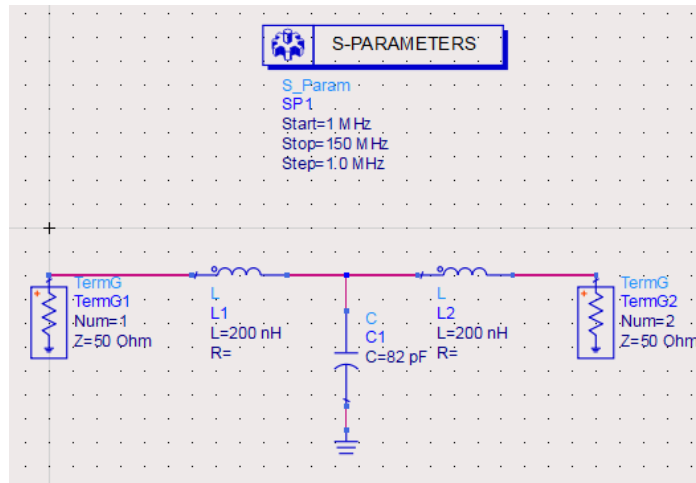 S-PARAMETERS
S_Param
SP1
Start=1 MHz
Stop=150 MHz
Step=1.0 MHz
TermG
TermG1
Num=1
Z=50 Ohm
L
L1
L=200 nH
R=
C
C1
C=82 pF
L
L2
L=200 nH
R=
TermG
TermG2
Num=2
Z=50 Ohm